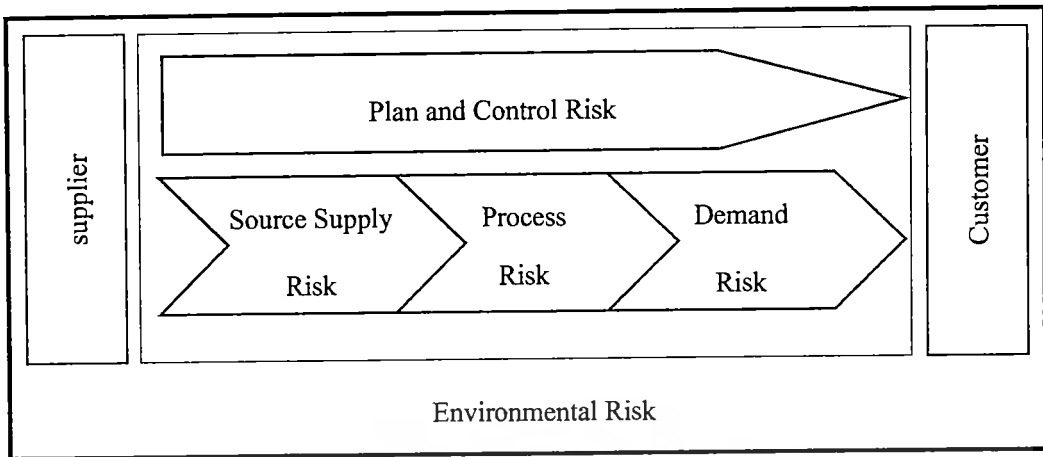 supplier
Plan and Control Risk
Source Supply
Risk
Process
Risk
Demand
Risk
Customer
Environmental Risk